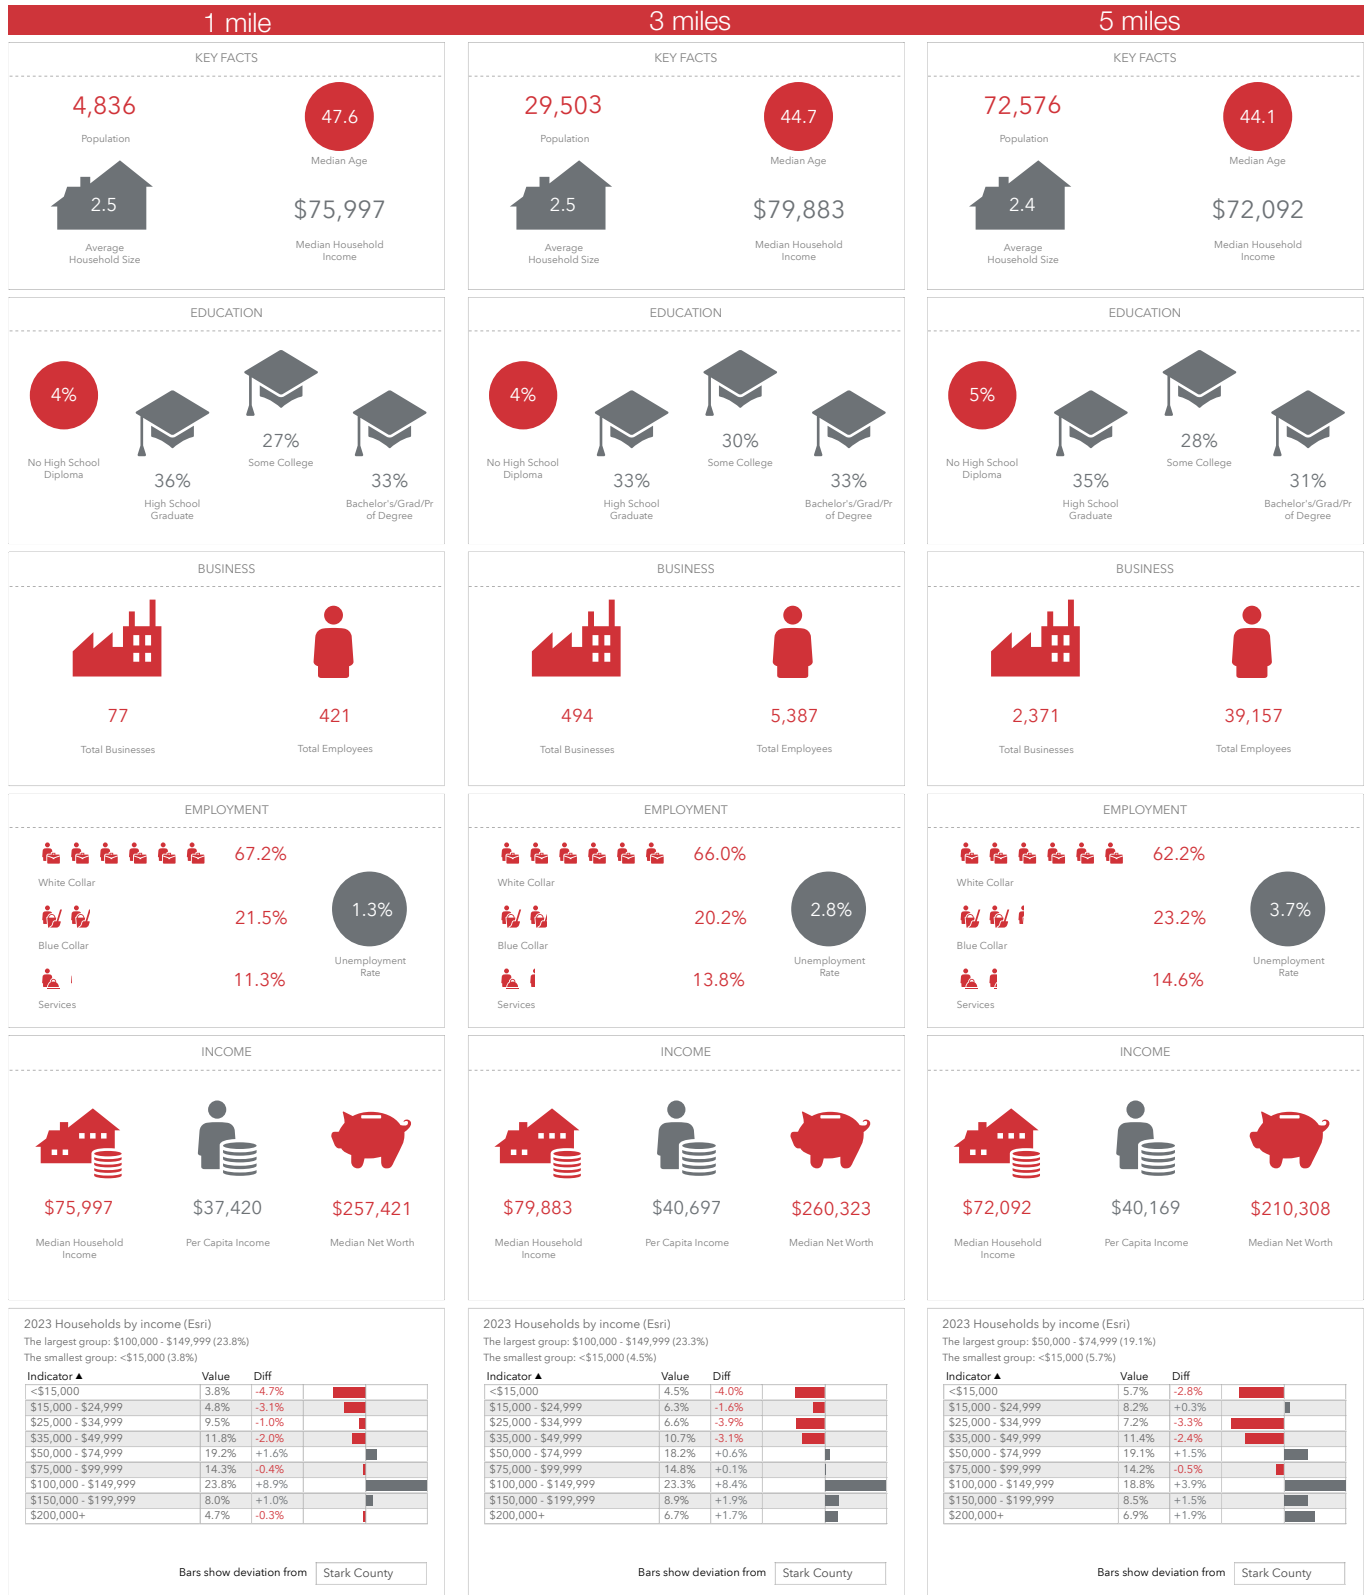 1 mile
3 miles
5 miles
KEY FACTS
4,836
Population
47.6
Median Age
2.5
Average
Household Size
$75,997
Median Household
Income
EDUCATION
4%
No High School
Diploma
36%
High School
Graduate
27%
Some College
33%
Bachelor's/Grad/Pr
of Degree
BUSINESS
77
Total Businesses
421
Total Employees
EMPLOYMENT
67.2%
White Collar
21.5%
Blue Collar
11.3%
Services
1.3%
Unemployment
Rate
INCOME
$75,997
Median Household
Income
$37,420
Per Capita Income
$257,421
Median Net Worth
2023 Households by income (Esri)
The largest group: $100,000 - $149,999 (23.8%)
The smallest group: <$15,000 (3.8%)
Indicator ▲ Value Diff
<$15,000 3.8% -4.7%
$15,000 - $24,999 4.8% -3.1%
$25,000 - $34,999 9.5% -1.0%
$35,000 - $49,999 11.8% -2.0%
$50,000 - $74,999 19.2% +1.6%
$75,000 - $99,999 14.3% -0.4%
$100,000 - $149,999 23.8% +8.9%
$150,000 - $199,999 8.0% +1.0%
$200,000+ 4.7% -0.3%
Bars show deviation from Stark County
KEY FACTS
29,503
Population
44.7
Median Age
2.5
Average
Household Size
$79,883
Median Household
Income
EDUCATION
4%
No High School
Diploma
33%
High School
Graduate
30%
Some College
33%
Bachelor's/Grad/Pr
of Degree
BUSINESS
494
Total Businesses
5,387
Total Employees
EMPLOYMENT
66.0%
White Collar
20.2%
Blue Collar
13.8%
Services
2.8%
Unemployment
Rate
INCOME
$79,883
Median Household
Income
$40,697
Per Capita Income
$260,323
Median Net Worth
2023 Households by income (Esri)
The largest group: $100,000 - $149,999 (23.3%)
The smallest group: <$15,000 (4.5%)
Indicator ▲ Value Diff
<$15,000 4.5% -4.0%
$15,000 - $24,999 6.3% -1.6%
$25,000 - $34,999 6.6% -3.9%
$35,000 - $49,999 10.7% -3.1%
$50,000 - $74,999 18.2% +0.6%
$75,000 - $99,999 14.8% +0.1%
$100,000 - $149,999 23.3% +8.4%
$150,000 - $199,999 8.9% +1.9%
$200,000+ 6.7% +1.7%
Bars show deviation from Stark County
KEY FACTS
72,576
Population
44.1
Median Age
2.4
Average
Household Size
$72,092
Median Household
Income
EDUCATION
5%
No High School
Diploma
35%
High School
Graduate
28%
Some College
31%
Bachelor's/Grad/Pr
of Degree
BUSINESS
2,371
Total Businesses
39,157
Total Employees
EMPLOYMENT
62.2%
White Collar
23.2%
Blue Collar
14.6%
Services
3.7%
Unemployment
Rate
INCOME
$72,092
Median Household
Income
$40,169
Per Capita Income
$210,308
Median Net Worth
2023 Households by income (Esri)
The largest group: $50,000 - $74,999 (19.1%)
The smallest group: <$15,000 (5.7%)
Indicator ▲ Value Diff
<$15,000 5.7% -2.8%
$15,000 - $24,999 8.2% +0.3%
$25,000 - $34,999 7.2% -3.3%
$35,000 - $49,999 11.4% -2.4%
$50,000 - $74,999 19.1% +1.5%
$75,000 - $99,999 14.2% -0.5%
$100,000 - $149,999 18.8% +3.9%
$150,000 - $199,999 8.5% +1.5%
$200,000+ 6.9% +1.9%
Bars show deviation from Stark County